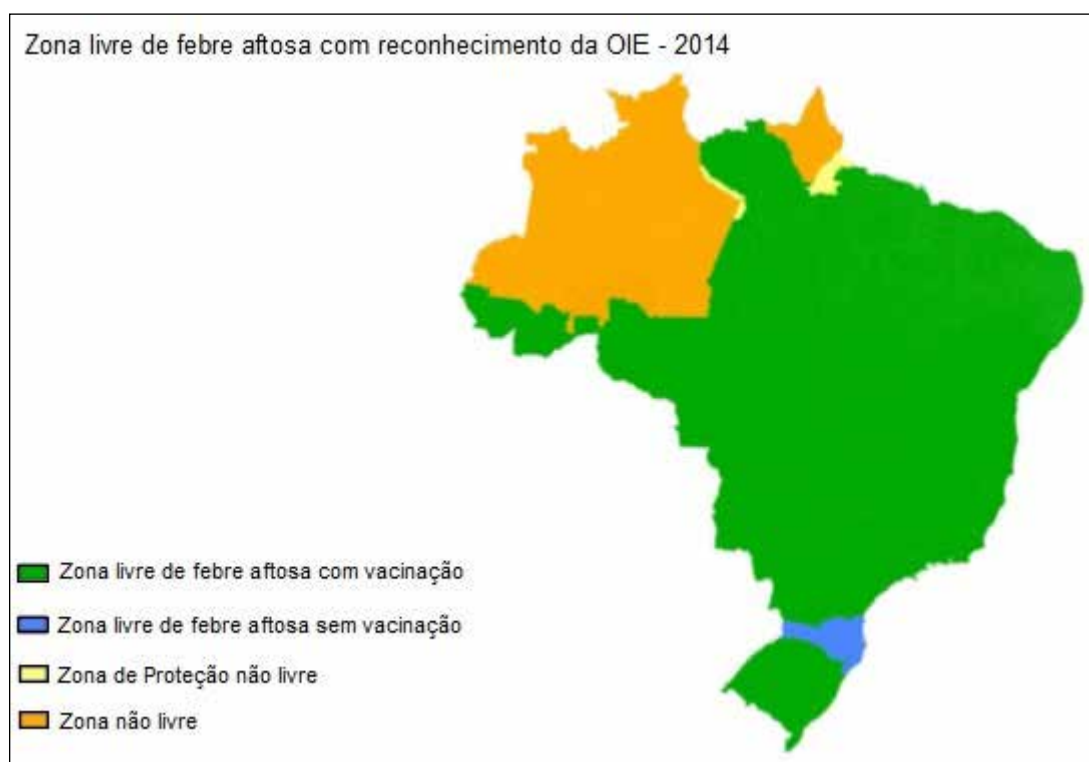 Zona livre de febre aftosa com reconhecimento da OIE - 2014
Zona livre de febre aftosa com vacinação
Zona livre de febre aftosa sem vacinação
Zona de Proteção não livre
Zona não livre